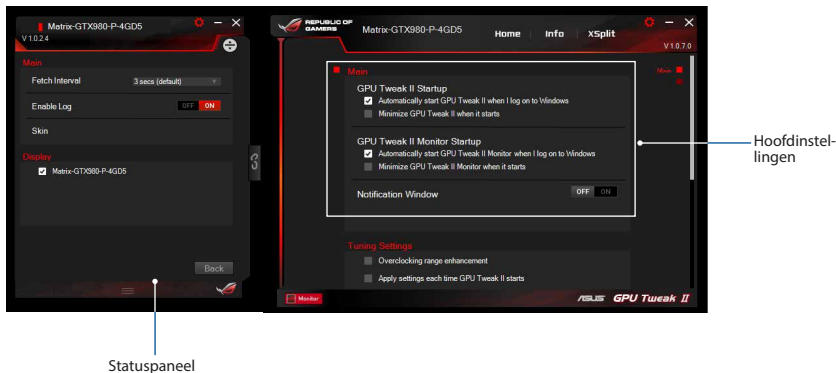 Matrix-GTX980-P-4GD5
V 1.0.2.4
Main
Fetch Interval 3 secs (default)
Enable Log OFF ON
Skin
Display
Matrix-GTX980-P-4GD5
Back
REPUBLIC OF
GAMERS
Matrix-GTX980-P-4GD5
Home Info XSplit
V 1.0.7.0
Main
Main
GPU Tweak II Startup
Automatically start GPU Tweak II when I log on to Windows
Minimize GPU Tweak II when it starts
GPU Tweak II Monitor Startup
Automatically start GPU Tweak II Monitor when I log on to Windows
Minimize GPU Tweak II Monitor when it starts
Notification Window OFF ON
Tuning Settings
Overclocking range enhancement
Apply settings each time GPU Tweak II starts
Monitor
ASUS GPU Tweak II
Hoofdinstel-
lingen
Statuspaneel